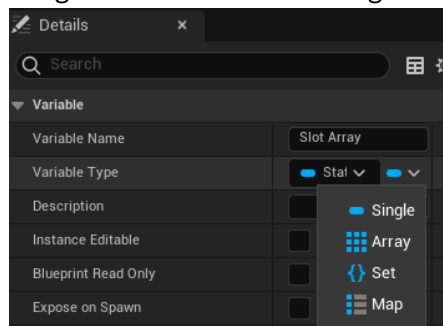 Details
Search
Variable
Variable Name Slot Array
Variable Type Stat
Description
Single
Instance Editable
Array
Blueprint Read Only
Set
Expose on Spawn
Map